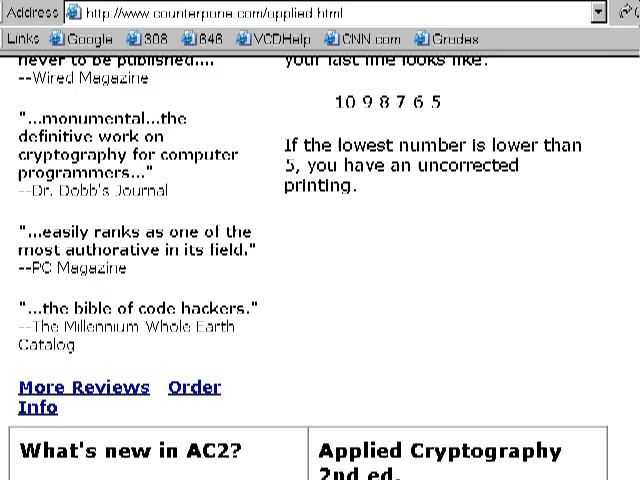 Address http://www.counterpane.com/applied.html
Links Google 308 646 VCDHelp CNN.com Grades
never to be published....
--Wired Magazine
"...monumental...the
definitive work on
cryptography for computer
programmers..."
--Dr. Dobb's Journal
"...easily ranks as one of the
most authorative in its field."
--PC Magazine
"...the bible of code hackers."
--The Millennium Whole Earth
Catalog
More Reviews Order
Info
your last line looks like:
10 9 8 7 6 5
If the lowest number is lower than
5, you have an uncorrected
printing.
What's new in AC2?
Applied Cryptography
2nd ed.